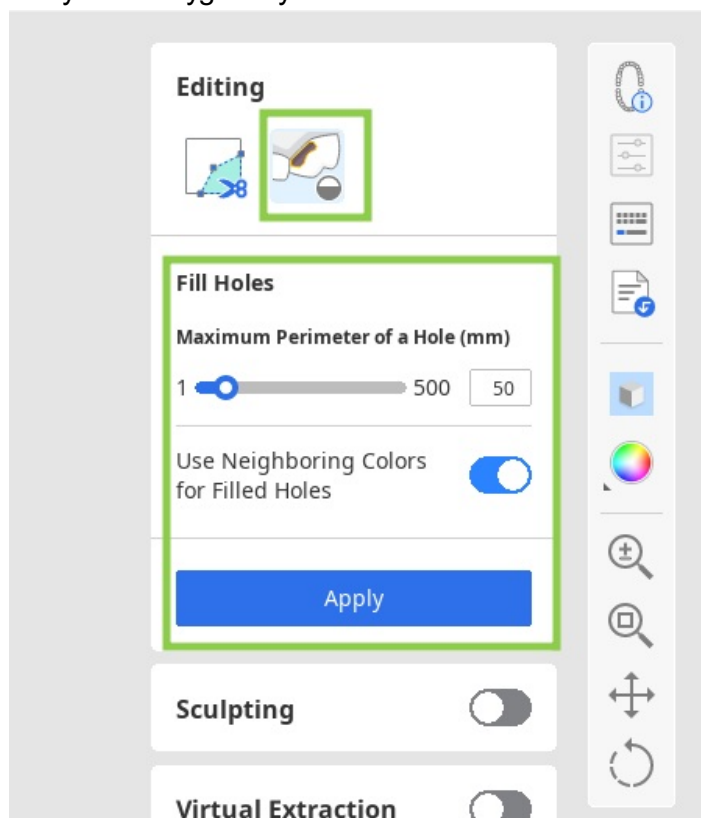 Editing
Fill Holes
Maximum Perimeter of a Hole (mm)
1 500 50
Use Neighboring Colors
for Filled Holes
Apply
Sculpting
Virtual Extraction